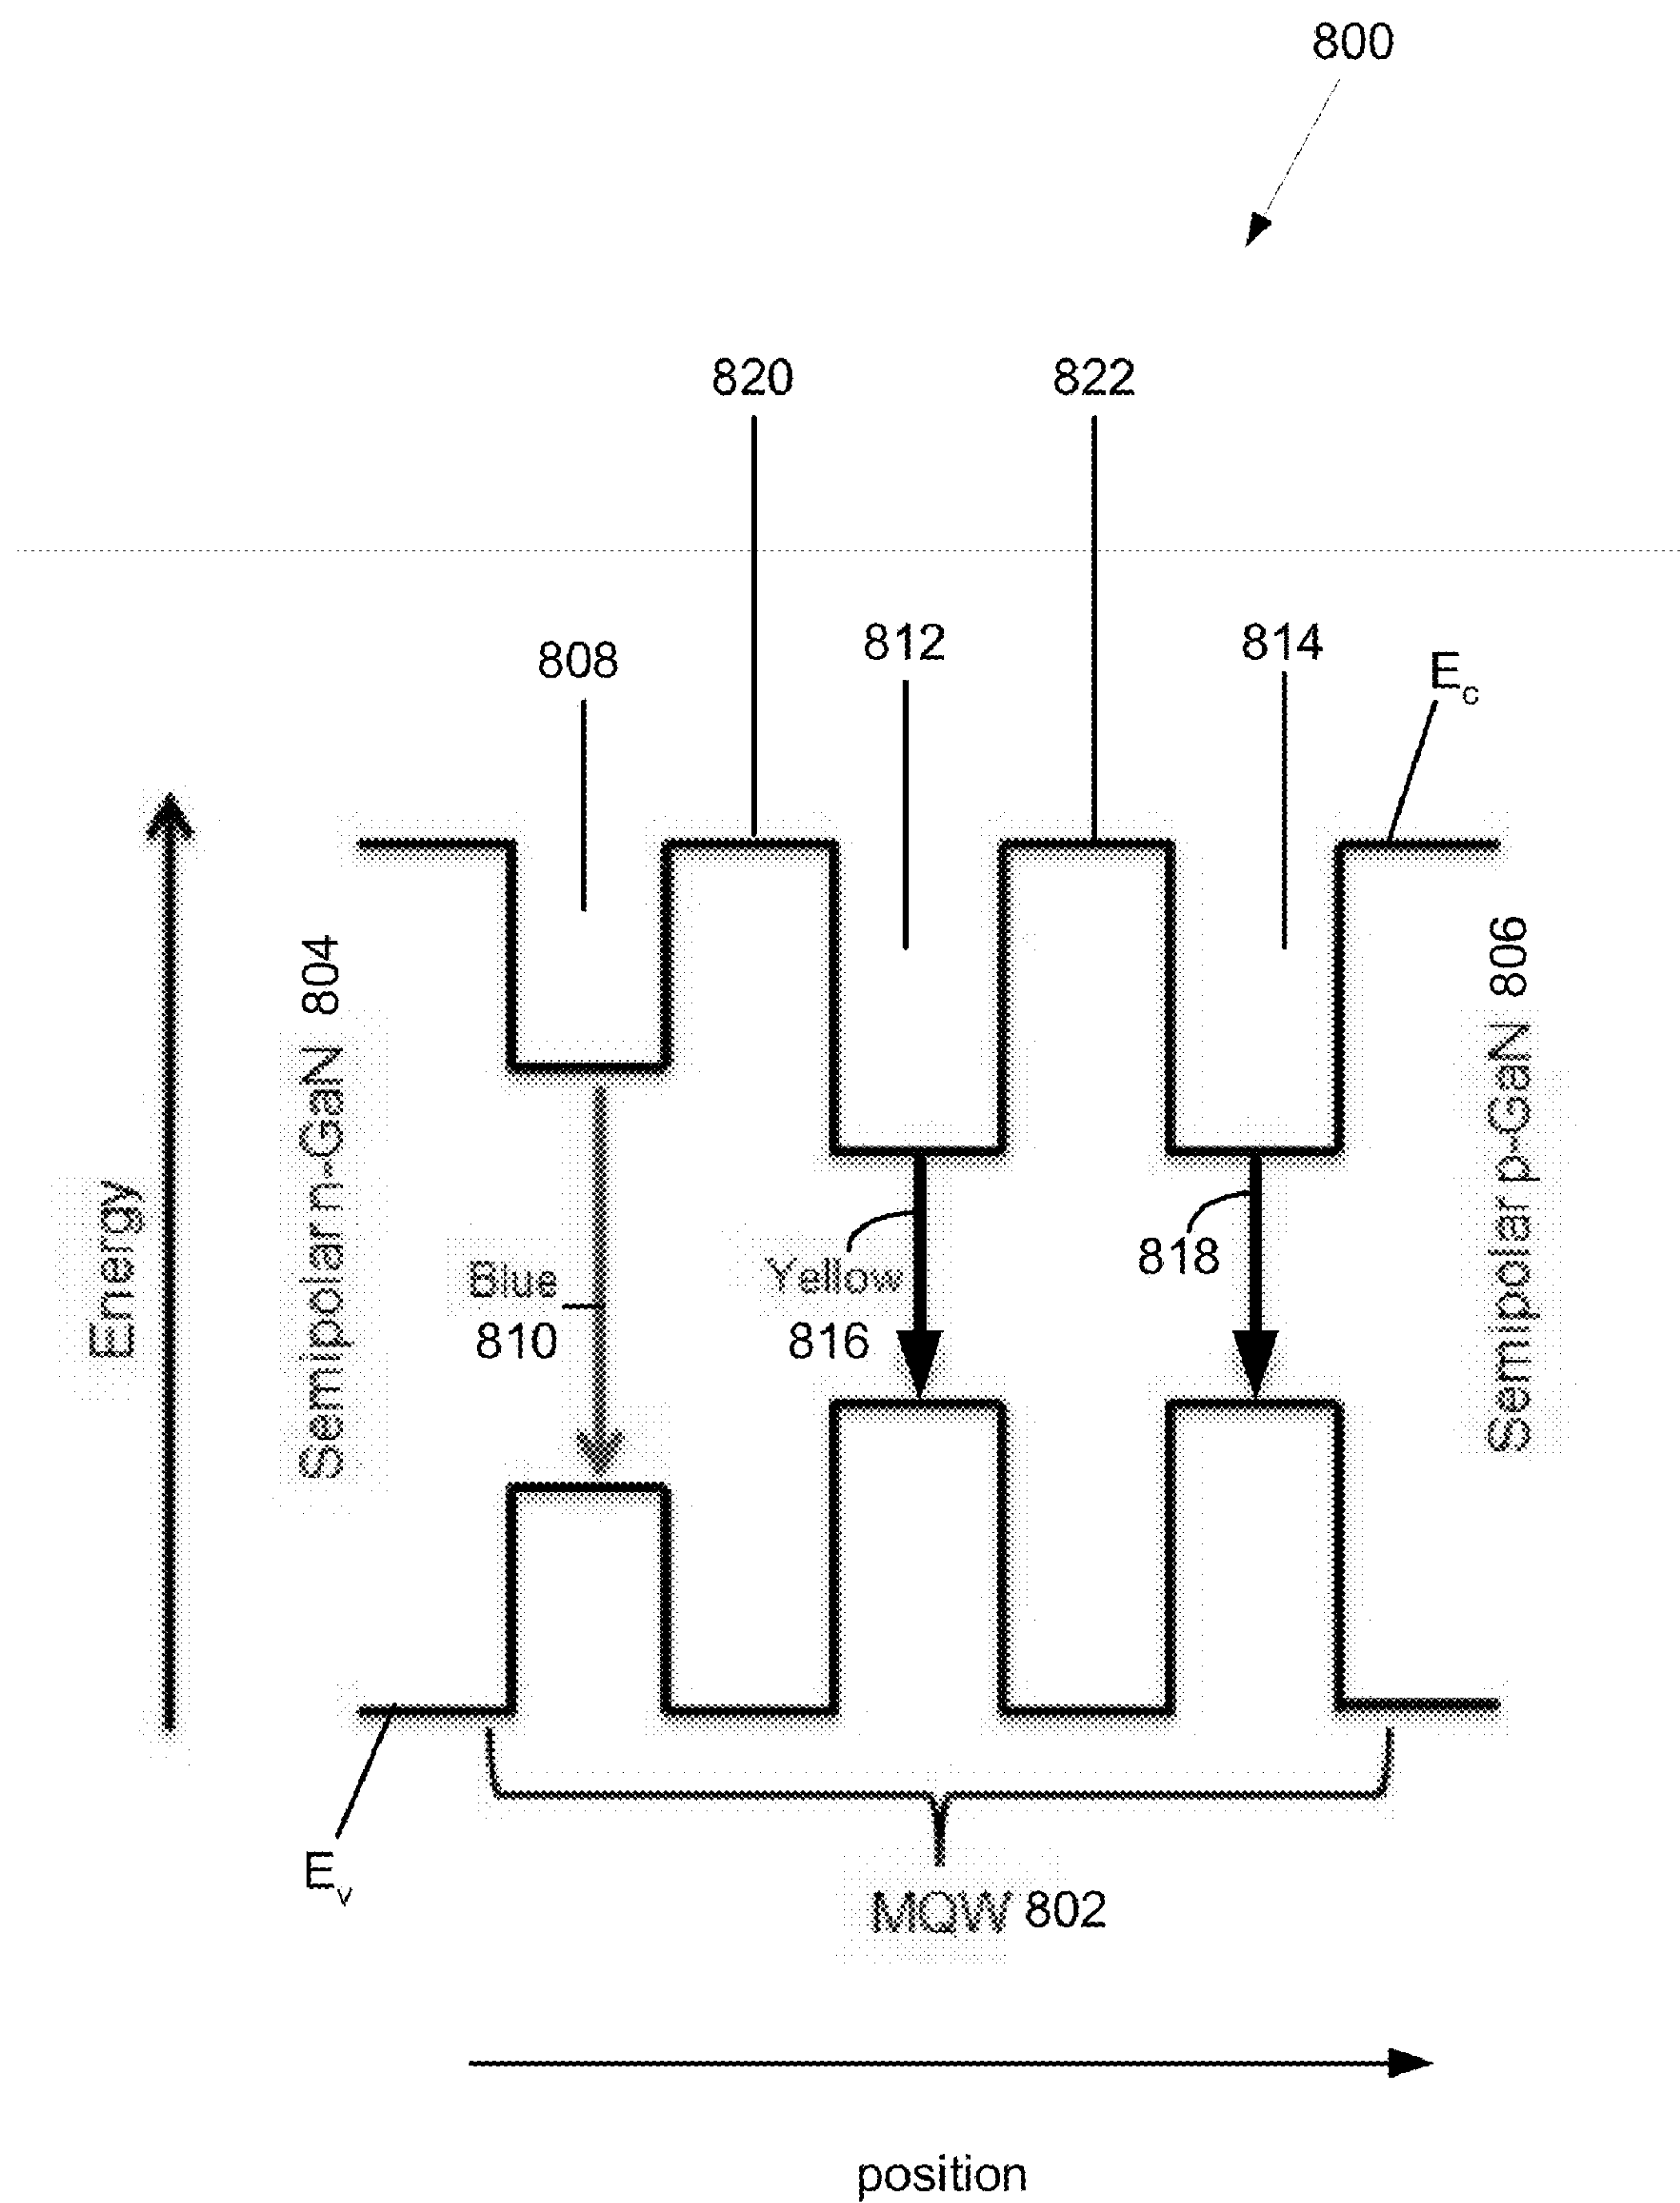 800
820
822
808
812
814
Ec
Energy
Semipolar n-GaN 804
Semipolar p-GaN 806
Blue
810
Yellow
816
818
Ev
MQW 802
position